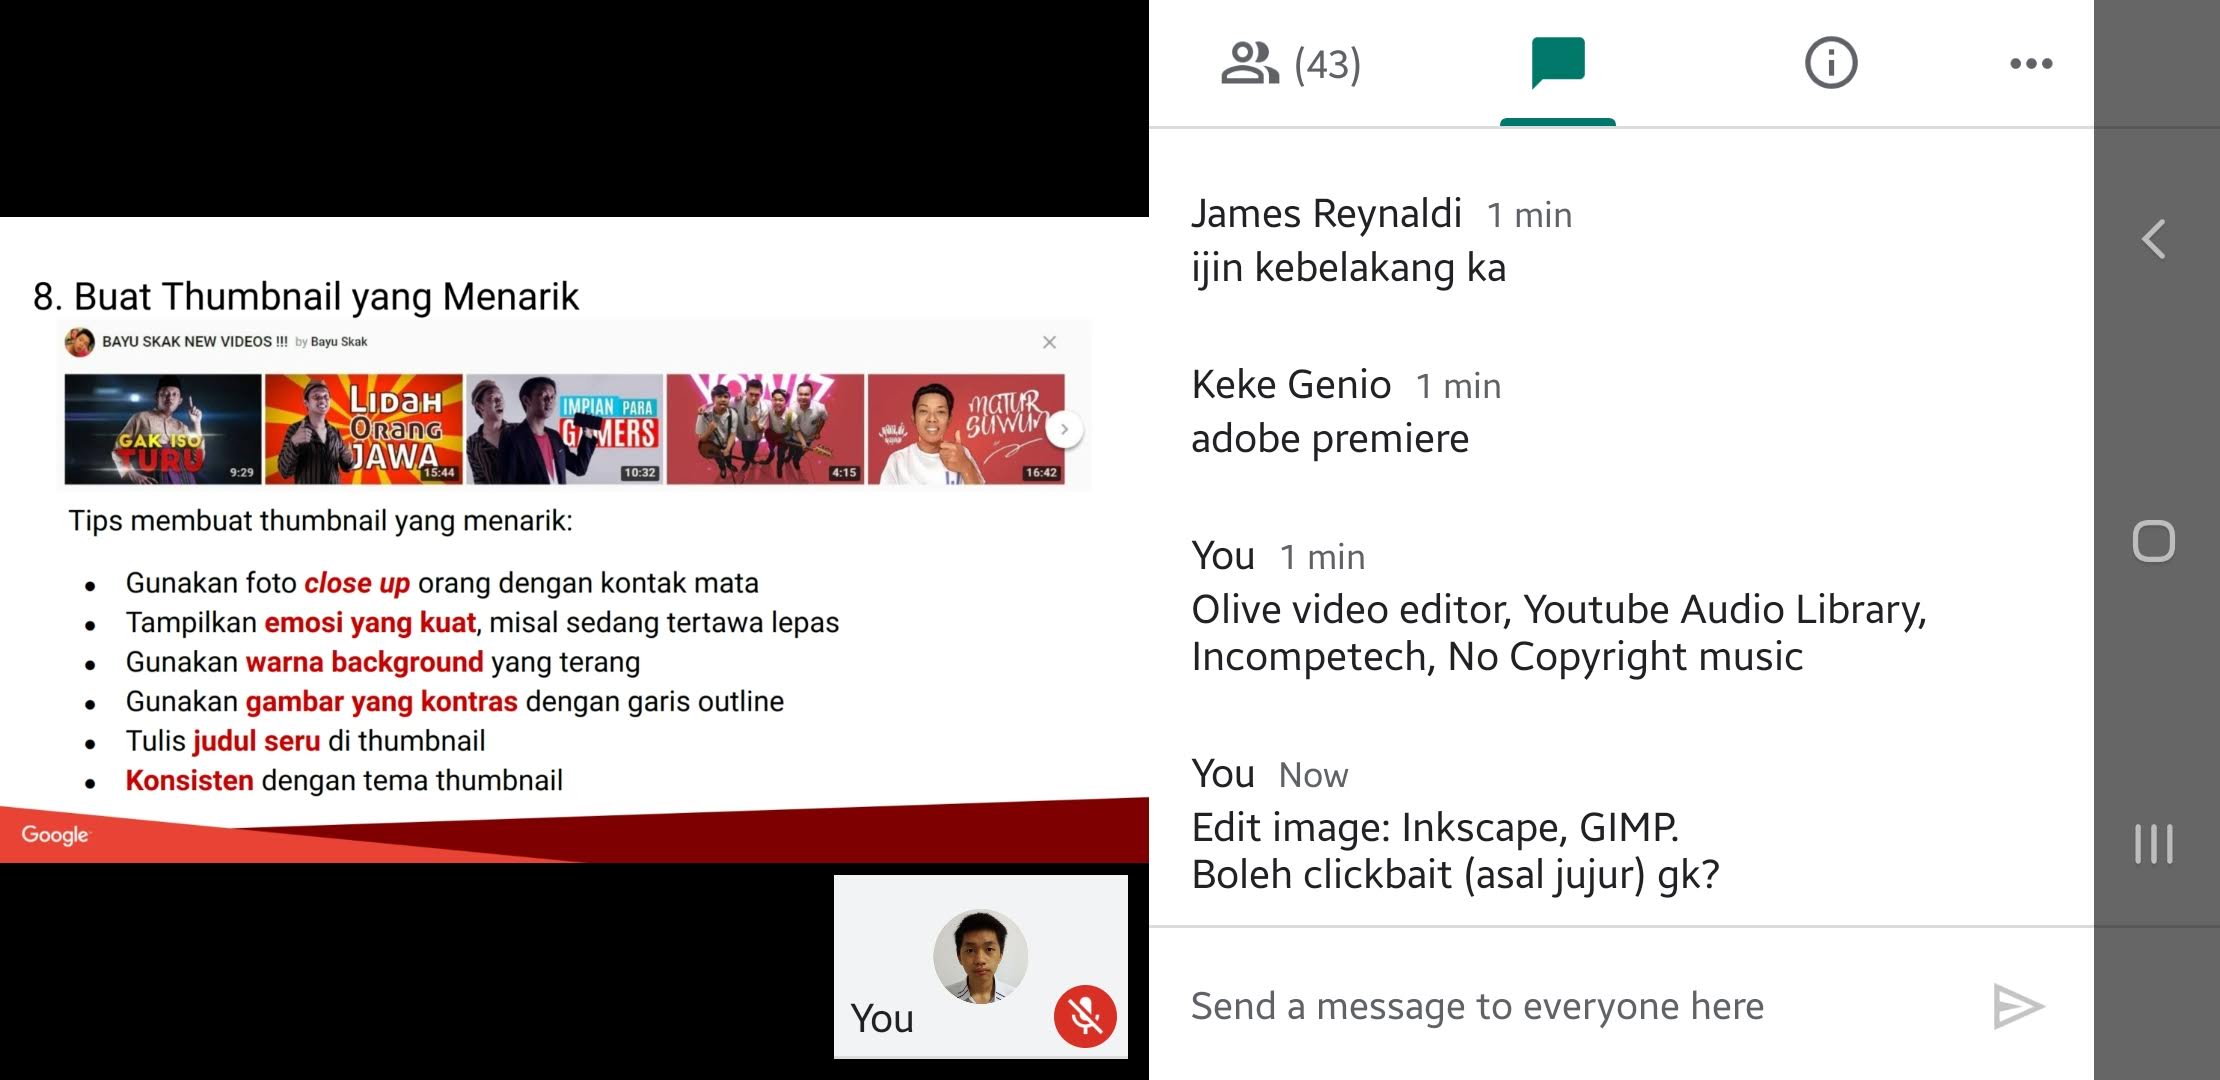 8. Buat Thumbnail yang Menarik
BAYU SKAK NEW VIDEOS !!! by Bayu Skak
GAK ISO
TURU
9:29
LIDAH
ORANG
JAWA
15:44
IMPIAN PARA
GAMERS
10:32
4:15
MATUR
SUWUN
16:42
Tips membuat thumbnail yang menarik:
• Gunakan foto close up orang dengan kontak mata
• Tampilkan emosi yang kuat, misal sedang tertawa lepas
• Gunakan warna background yang terang
• Gunakan gambar yang kontras dengan garis outline
• Tulis judul seru di thumbnail
• Konsisten dengan tema thumbnail
Google
You
(43)
James Reynaldi 1 min
ijin kebelakang ka
Keke Genio 1 min
adobe premiere
You 1 min
Olive video editor, Youtube Audio Library,
Incompetech, No Copyright music
You Now
Edit image: Inkscape, GIMP.
Boleh clickbait (asal jujur) gk?
Send a message to everyone here